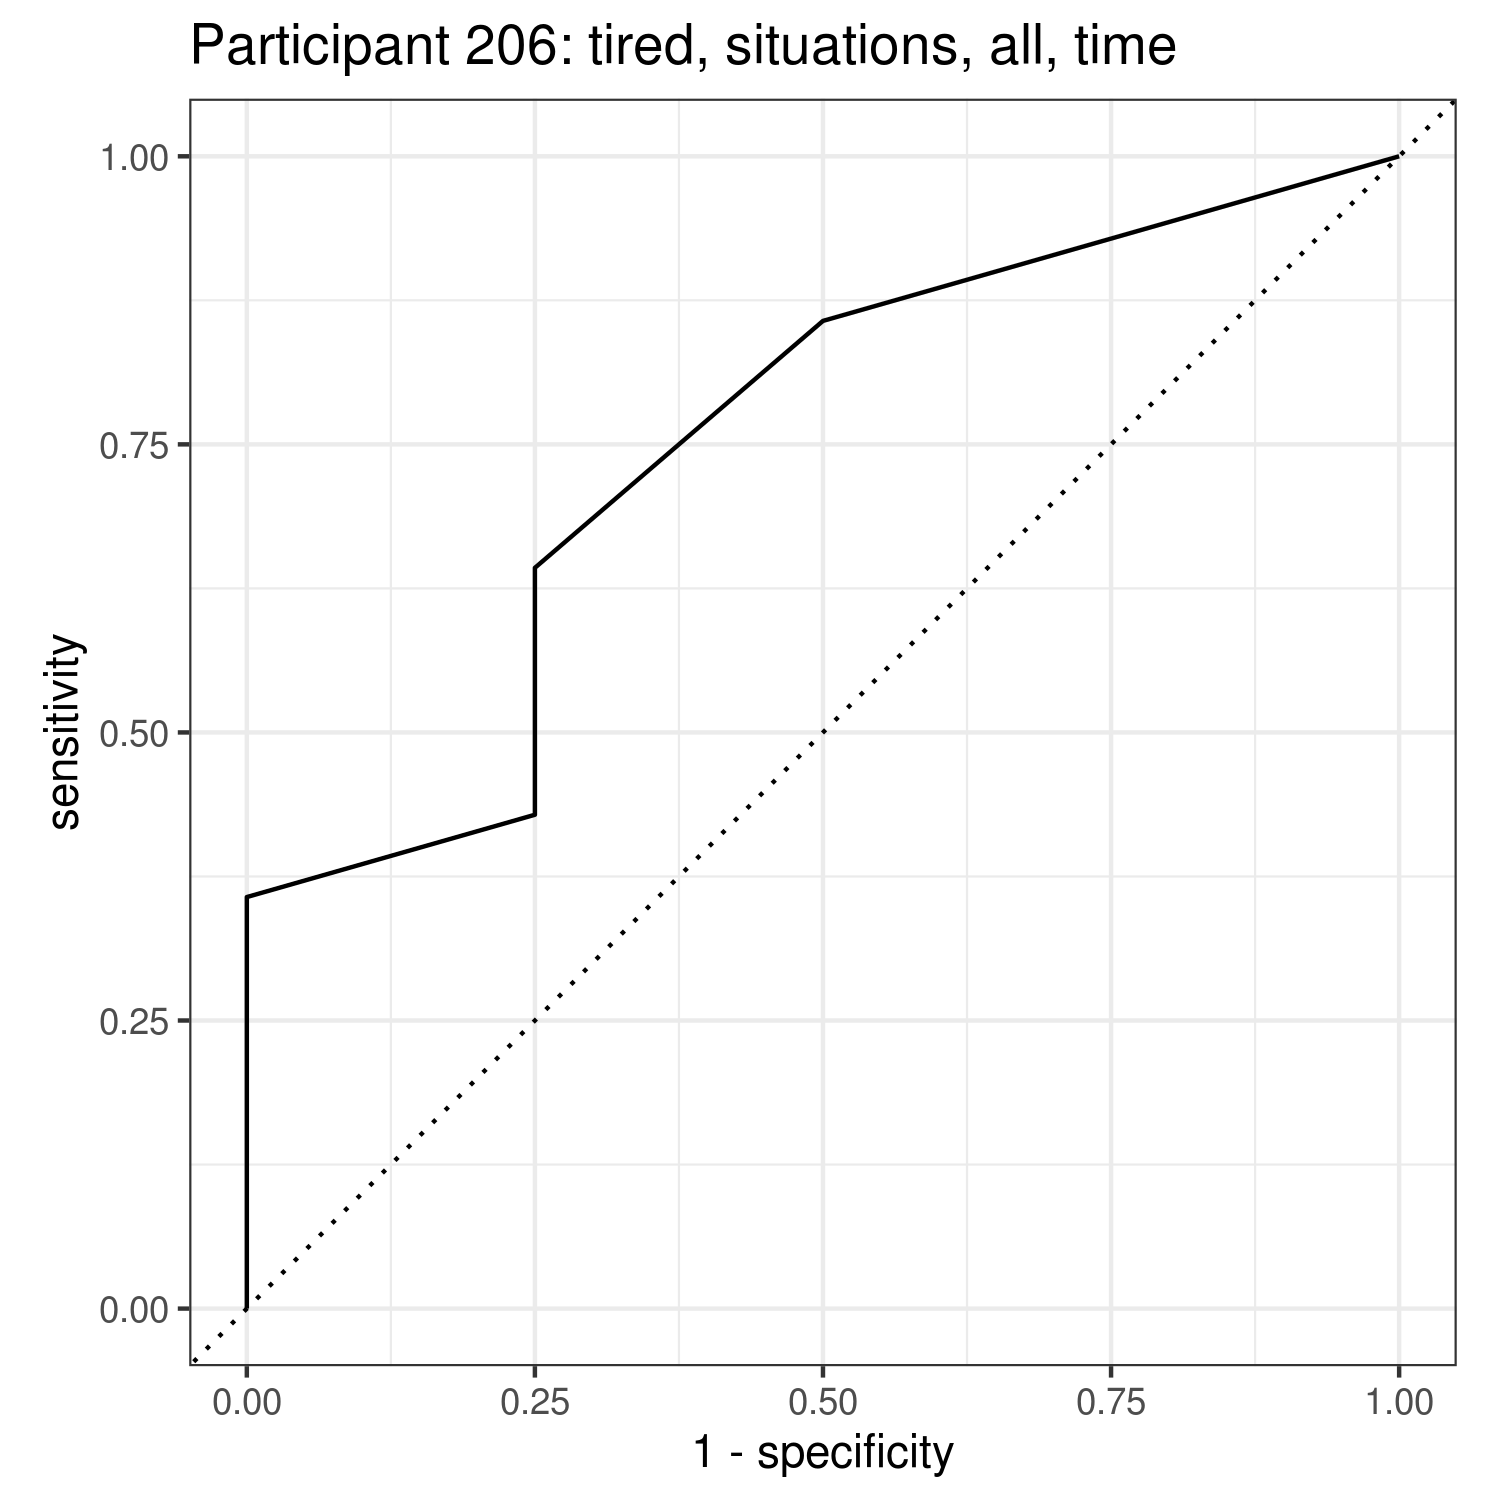 Participant 206: tired, situations, all, time
1.00
0.75
0.50
0.25
0.00
sensitivity
0.00 0.25 0.50 0.75 1.00
1 - specificity